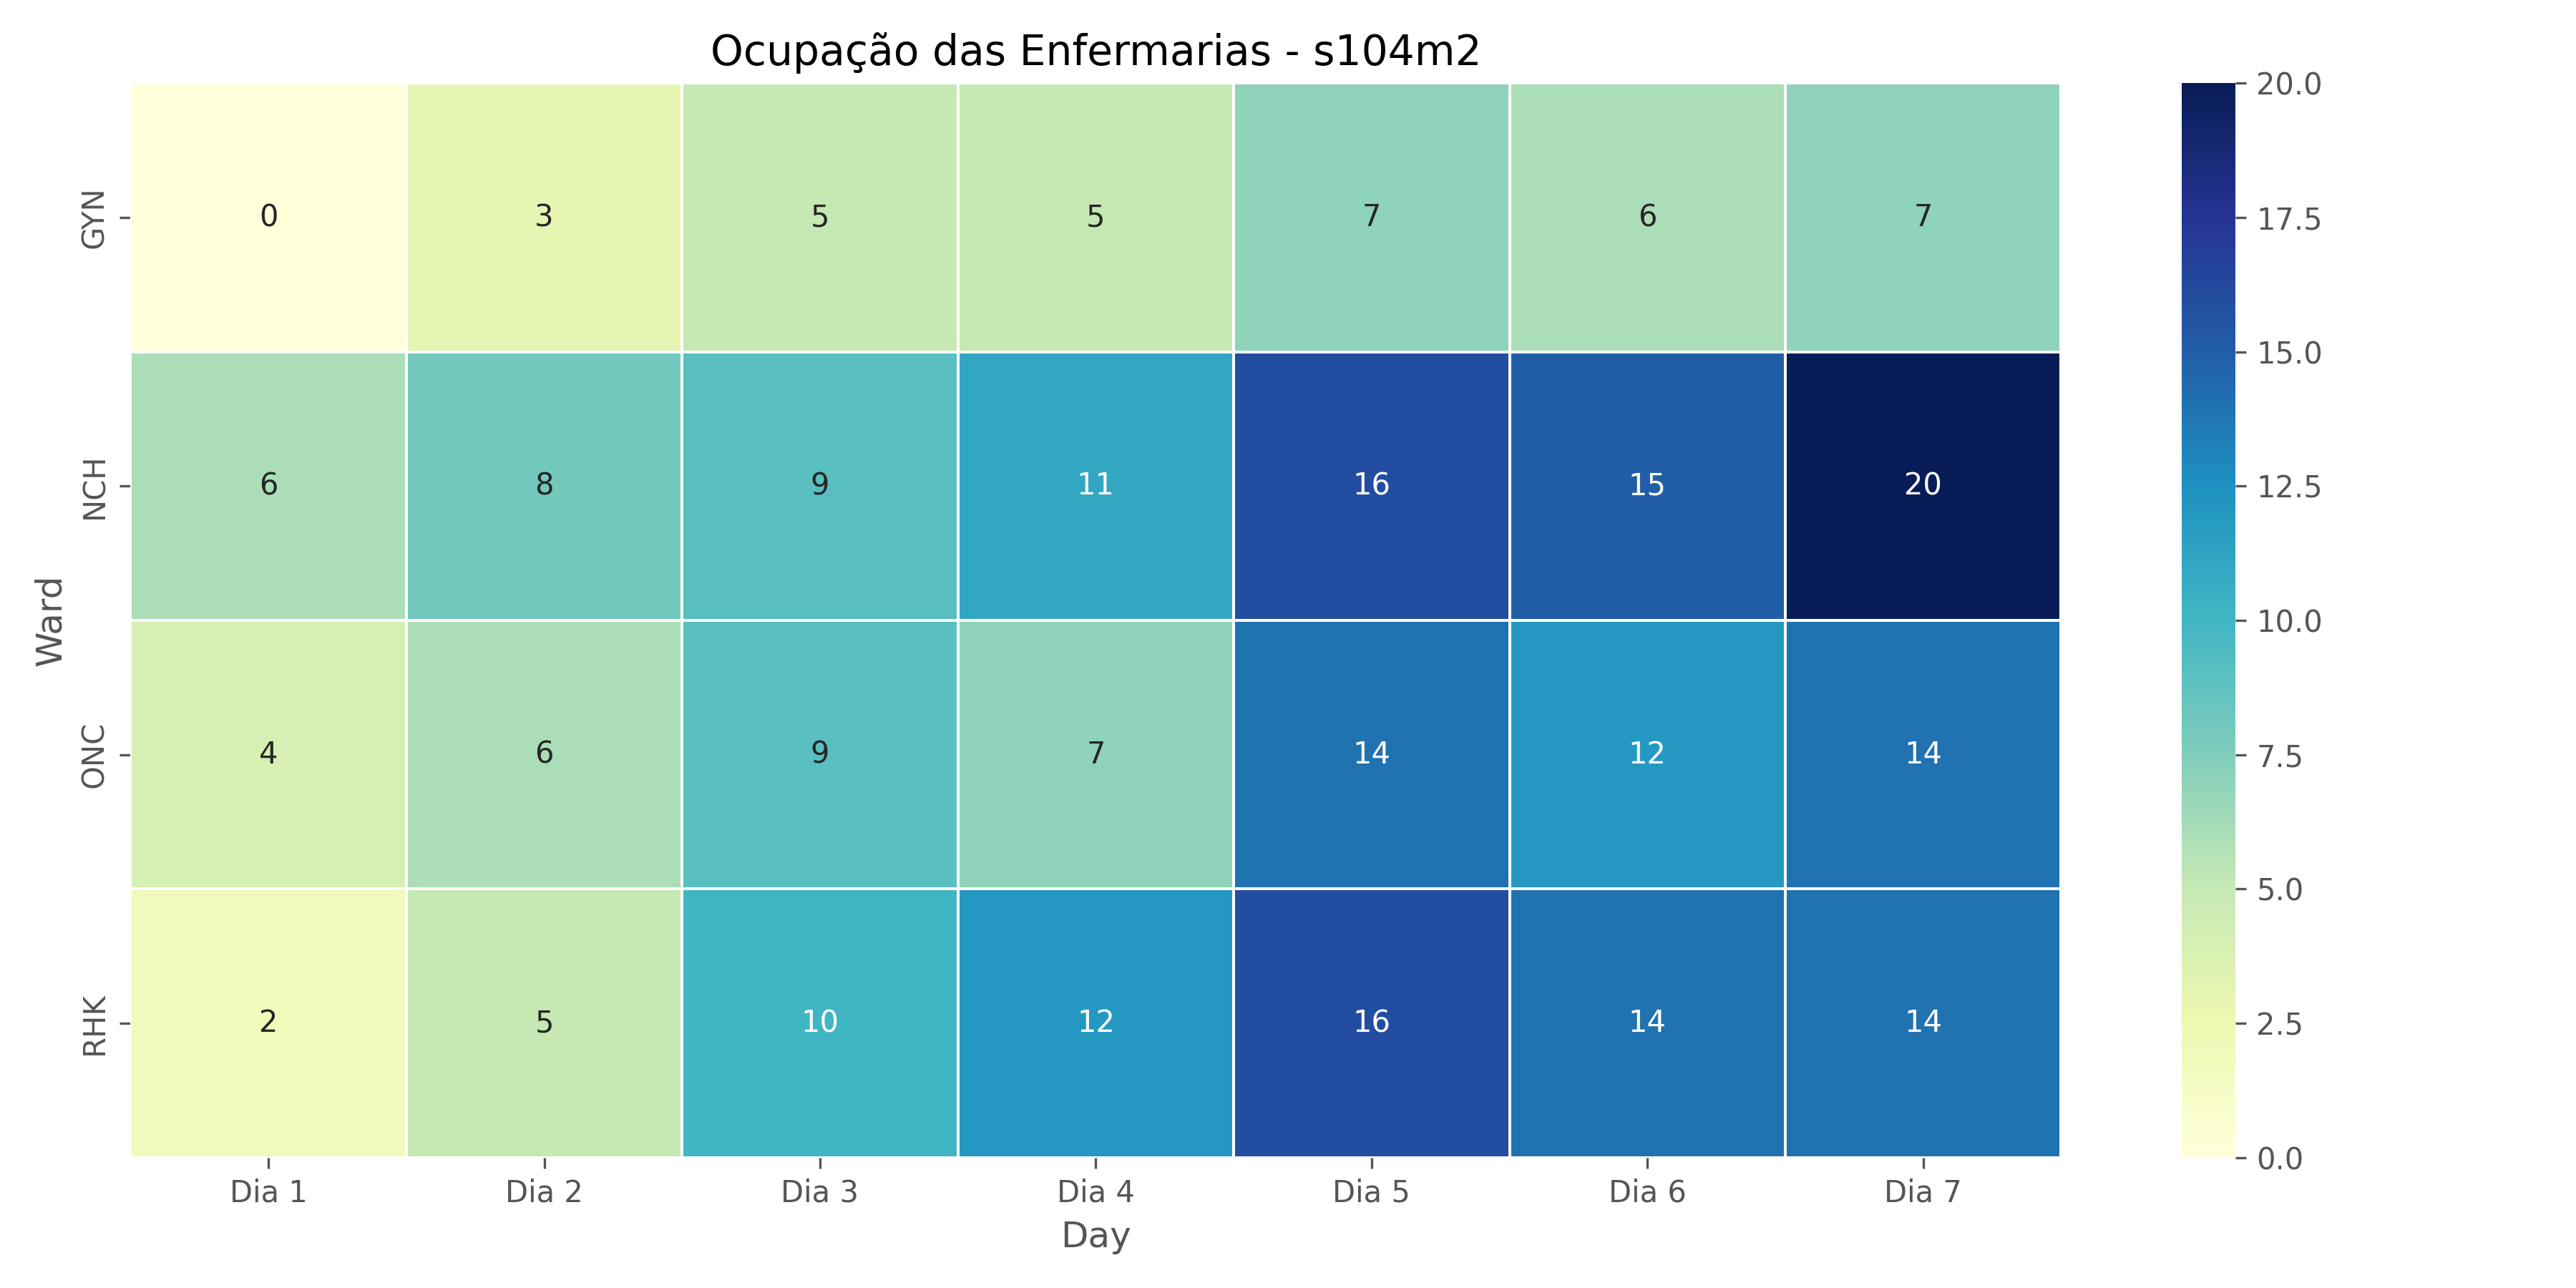 Ocupação das Enfermarias - s104m2
Ward
GYN
0 3 5 5 7 6 7
NCH
6 8 9 11 16 15 20
ONC
4 6 9 7 14 12 14
RHK
2 5 10 12 16 14 14
Dia 1 Dia 2 Dia 3 Dia 4 Dia 5 Dia 6 Dia 7
Day
20.0
17.5
15.0
12.5
10.0
7.5
5.0
2.5
0.0